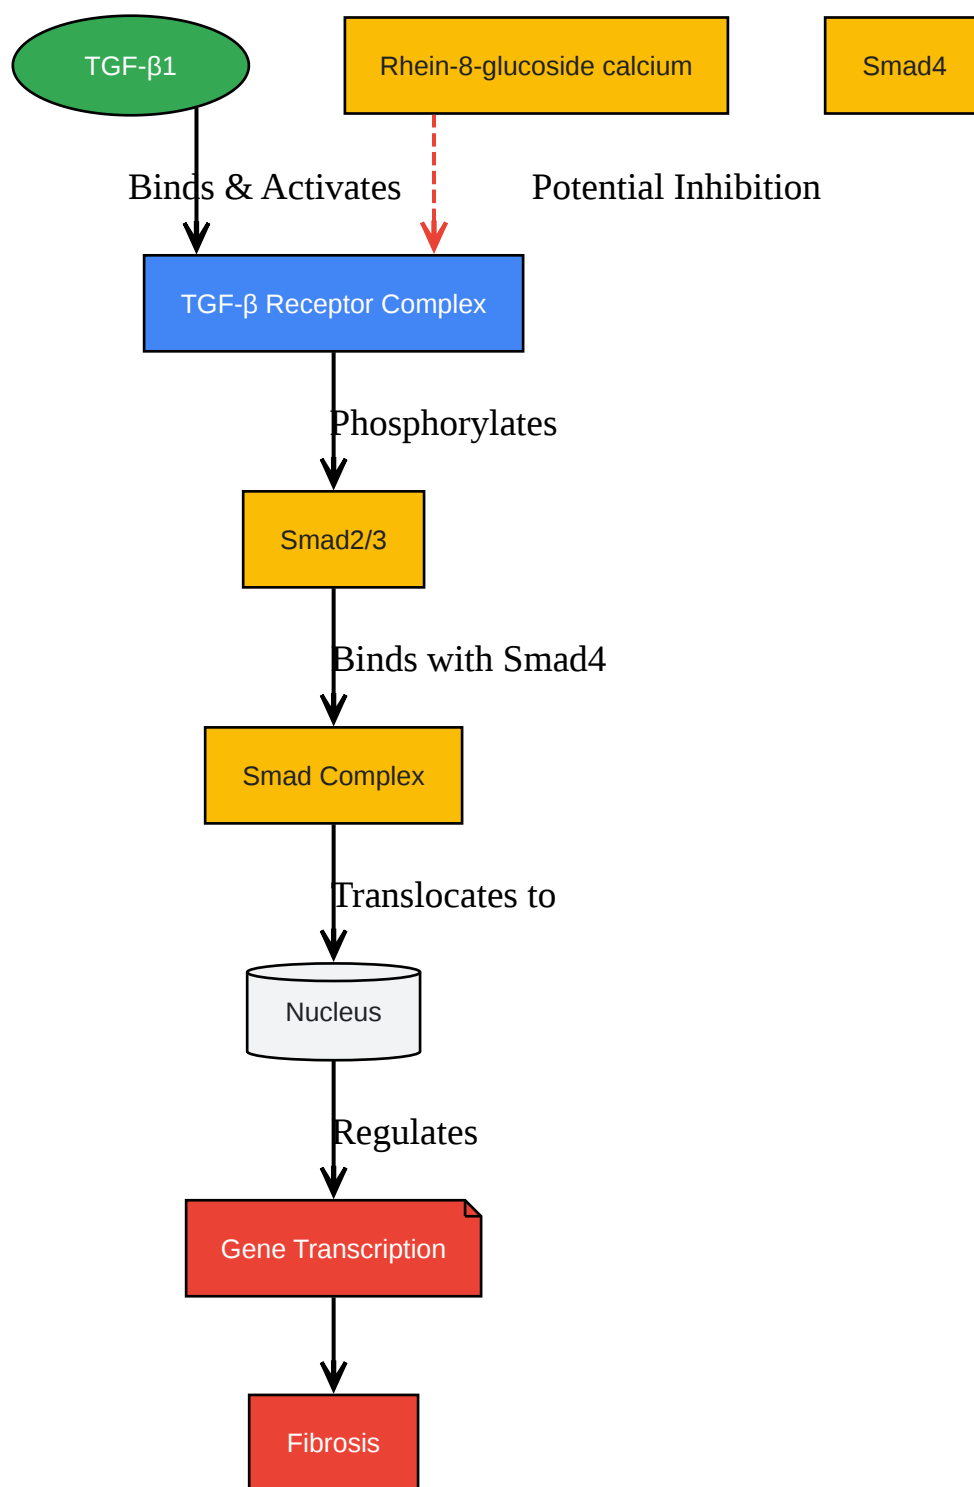 TGF-β1
Rhein-8-glucoside calcium
Smad4
Binds & Activates
Potential Inhibition
TGF-β Receptor Complex
Phosphorylates
Smad2/3
Binds with Smad4
Smad Complex
Translocates to
Nucleus
Regulates
Gene Transcription
Fibrosis